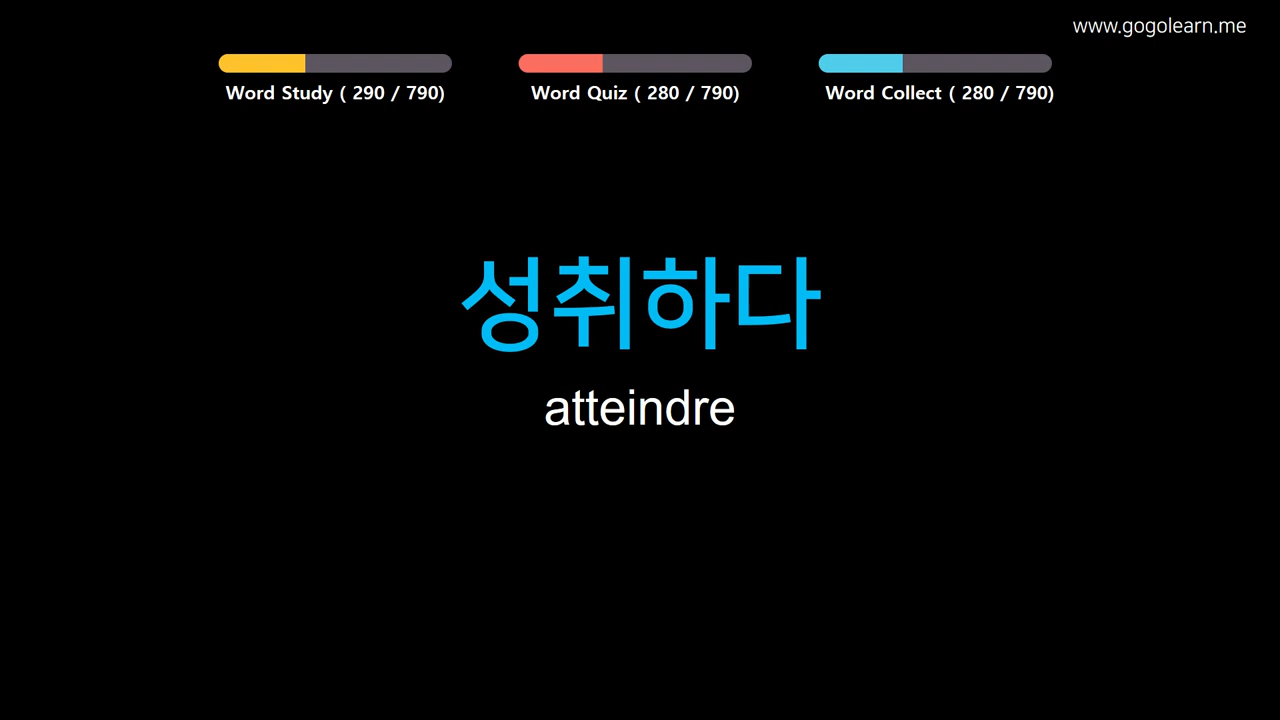 www.gogolearn.me
Word Study ( 290 / 790)
Word Quiz ( 280 / 790)
Word Collect ( 280 / 790)
성취하다
atteindre